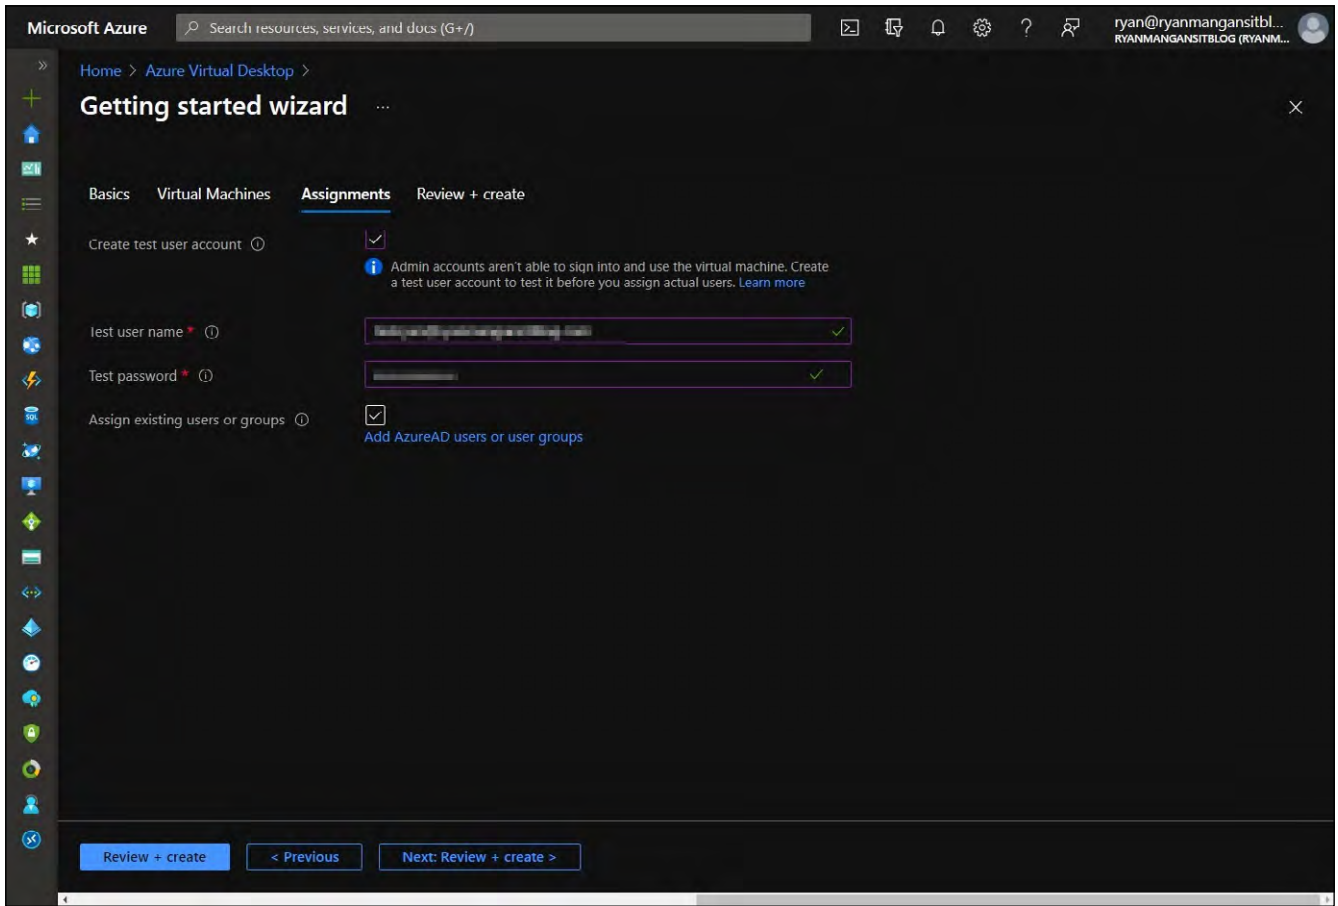 Microsoft Azure
Search resources, services, and docs (G+/)
ryan@ryanmangansitbl...
RYANMANGANSITBLOG (RYANM...
Home > Azure Virtual Desktop >
Getting started wizard ...
Basics Virtual Machines Assignments Review + create
Create test user account
Admin accounts aren't able to sign into and use the virtual machine. Create
a test user account to test it before you assign actual users. Learn more
Test user name *
Test password *
Assign existing users or groups
Add AzureAD users or user groups
Review + create
< Previous
Next: Review + create >